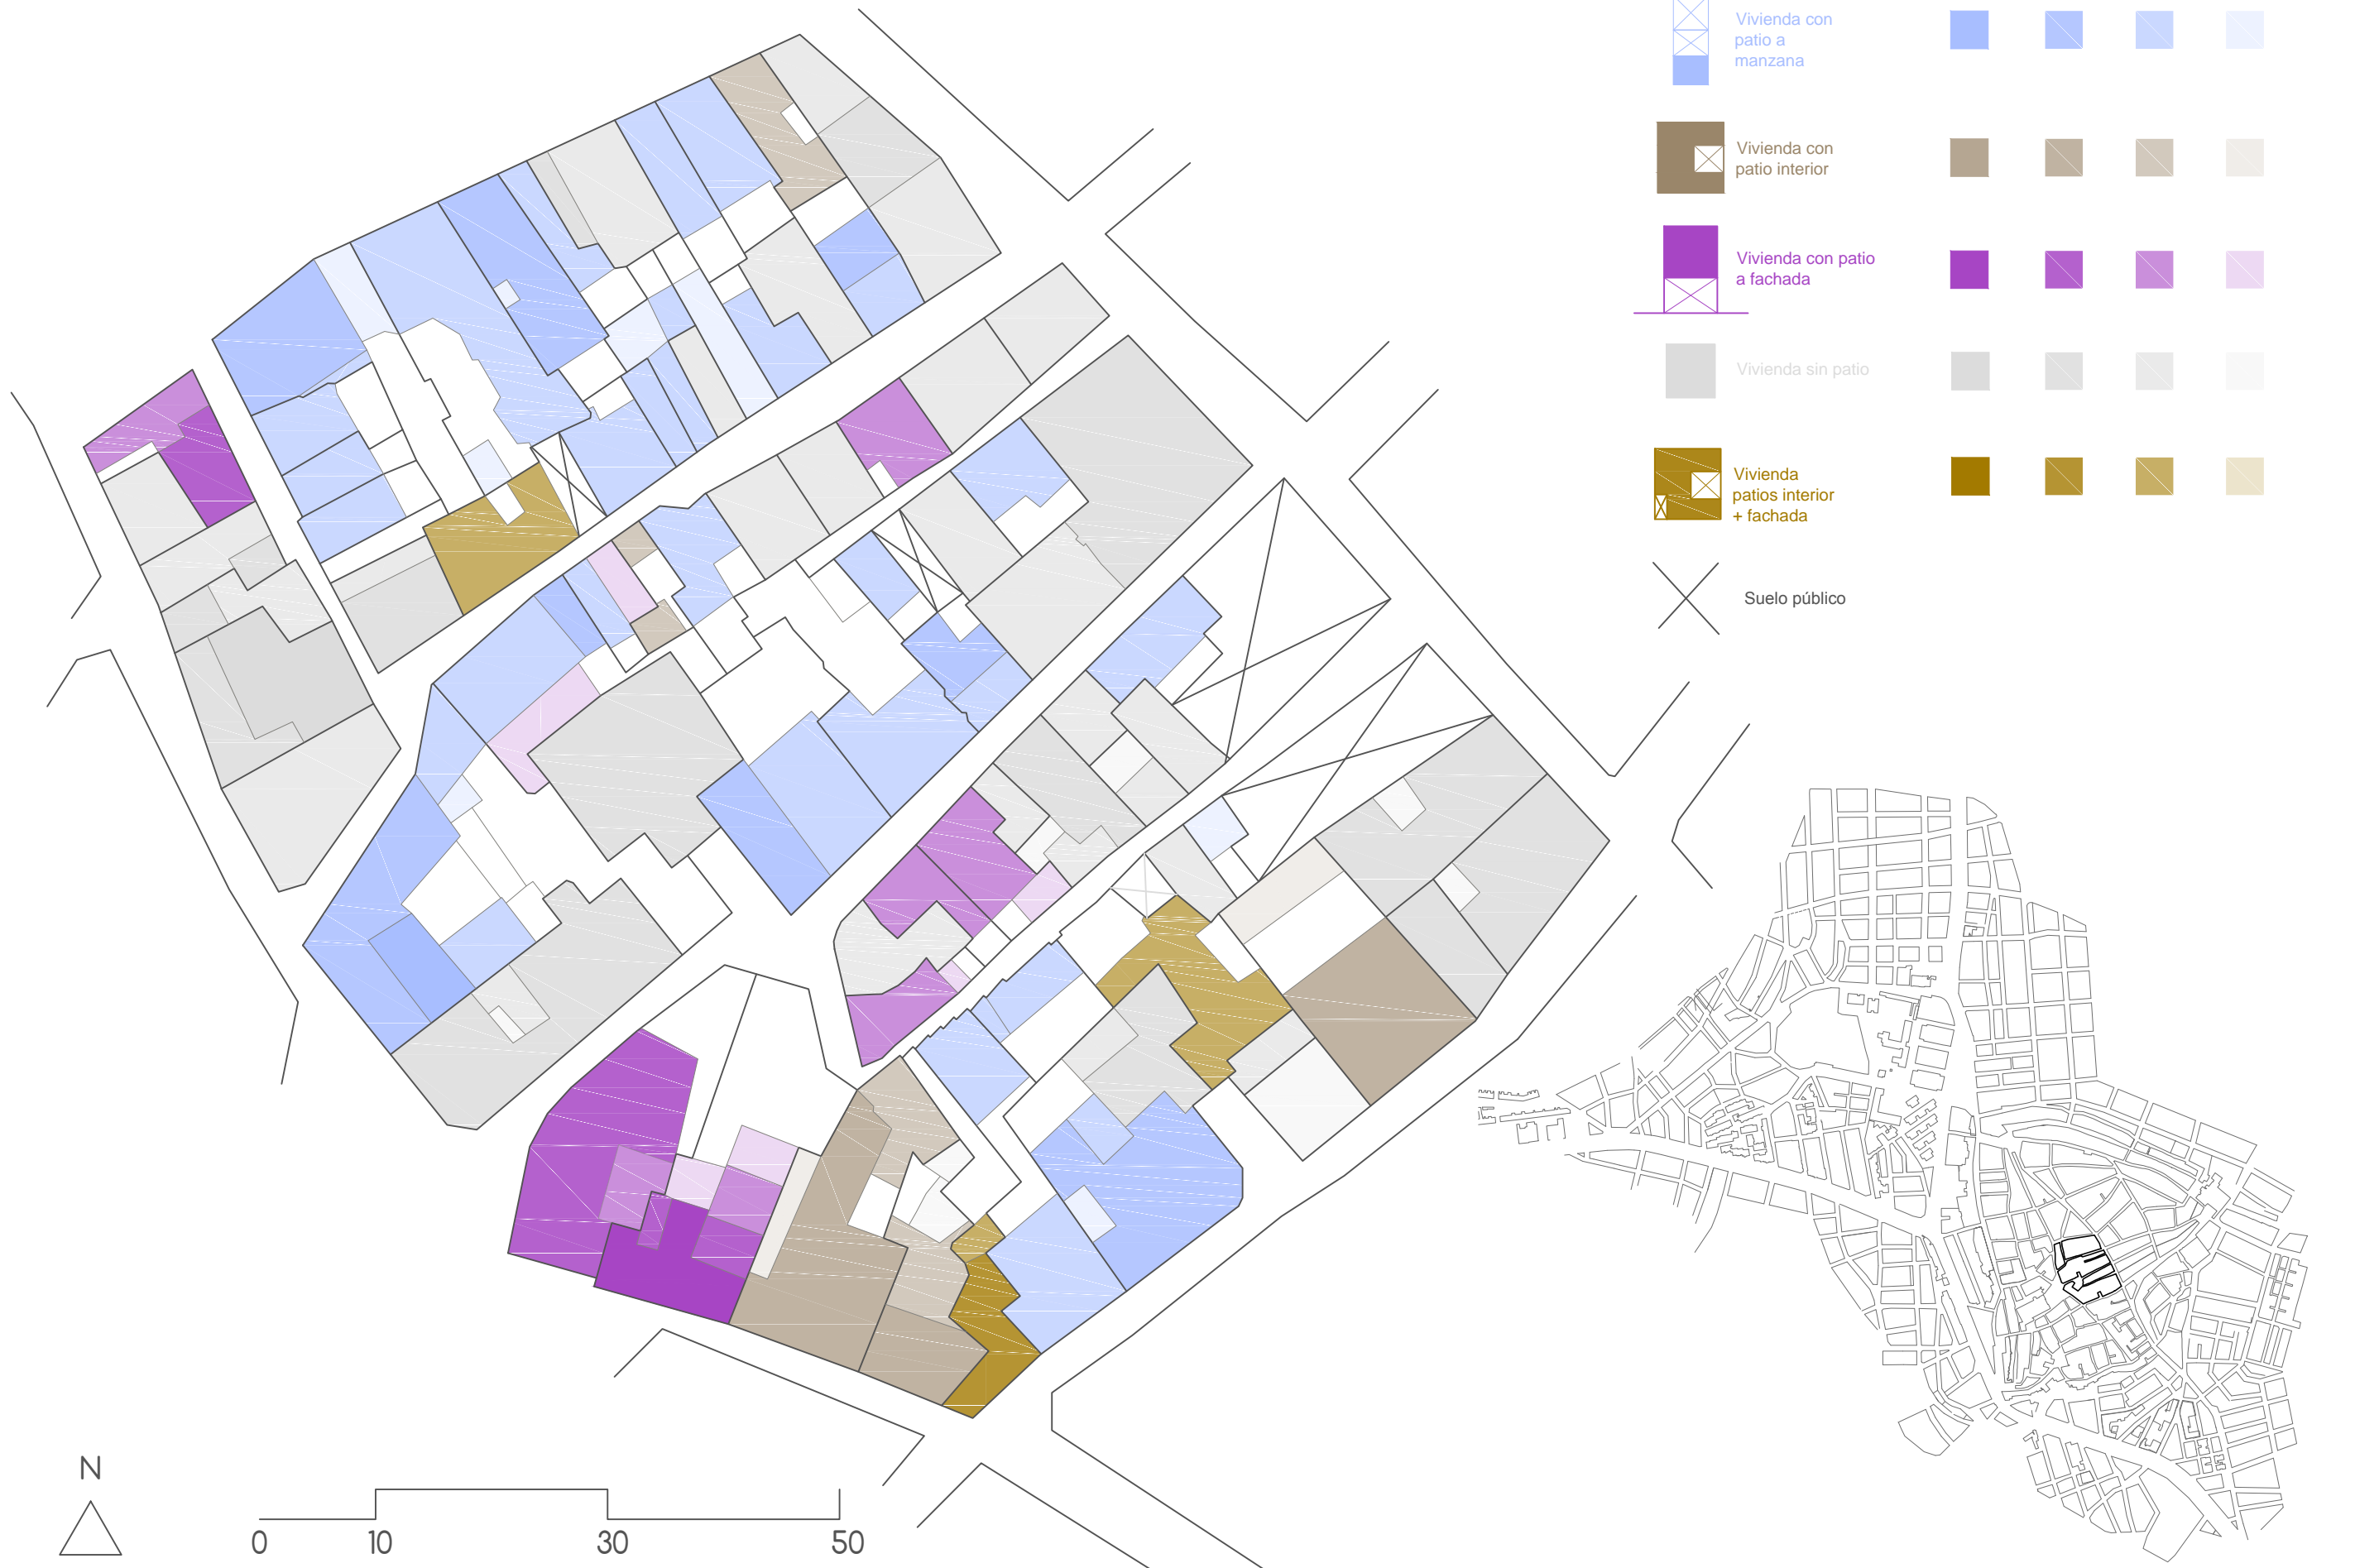 Vivienda con
patio a
manzana
Vivienda con
patio interior
Vivienda con patio
a fachada
Vivienda sin patio
Vivienda
patios interior
+ fachada
Suelo público
N
0 10 30 50